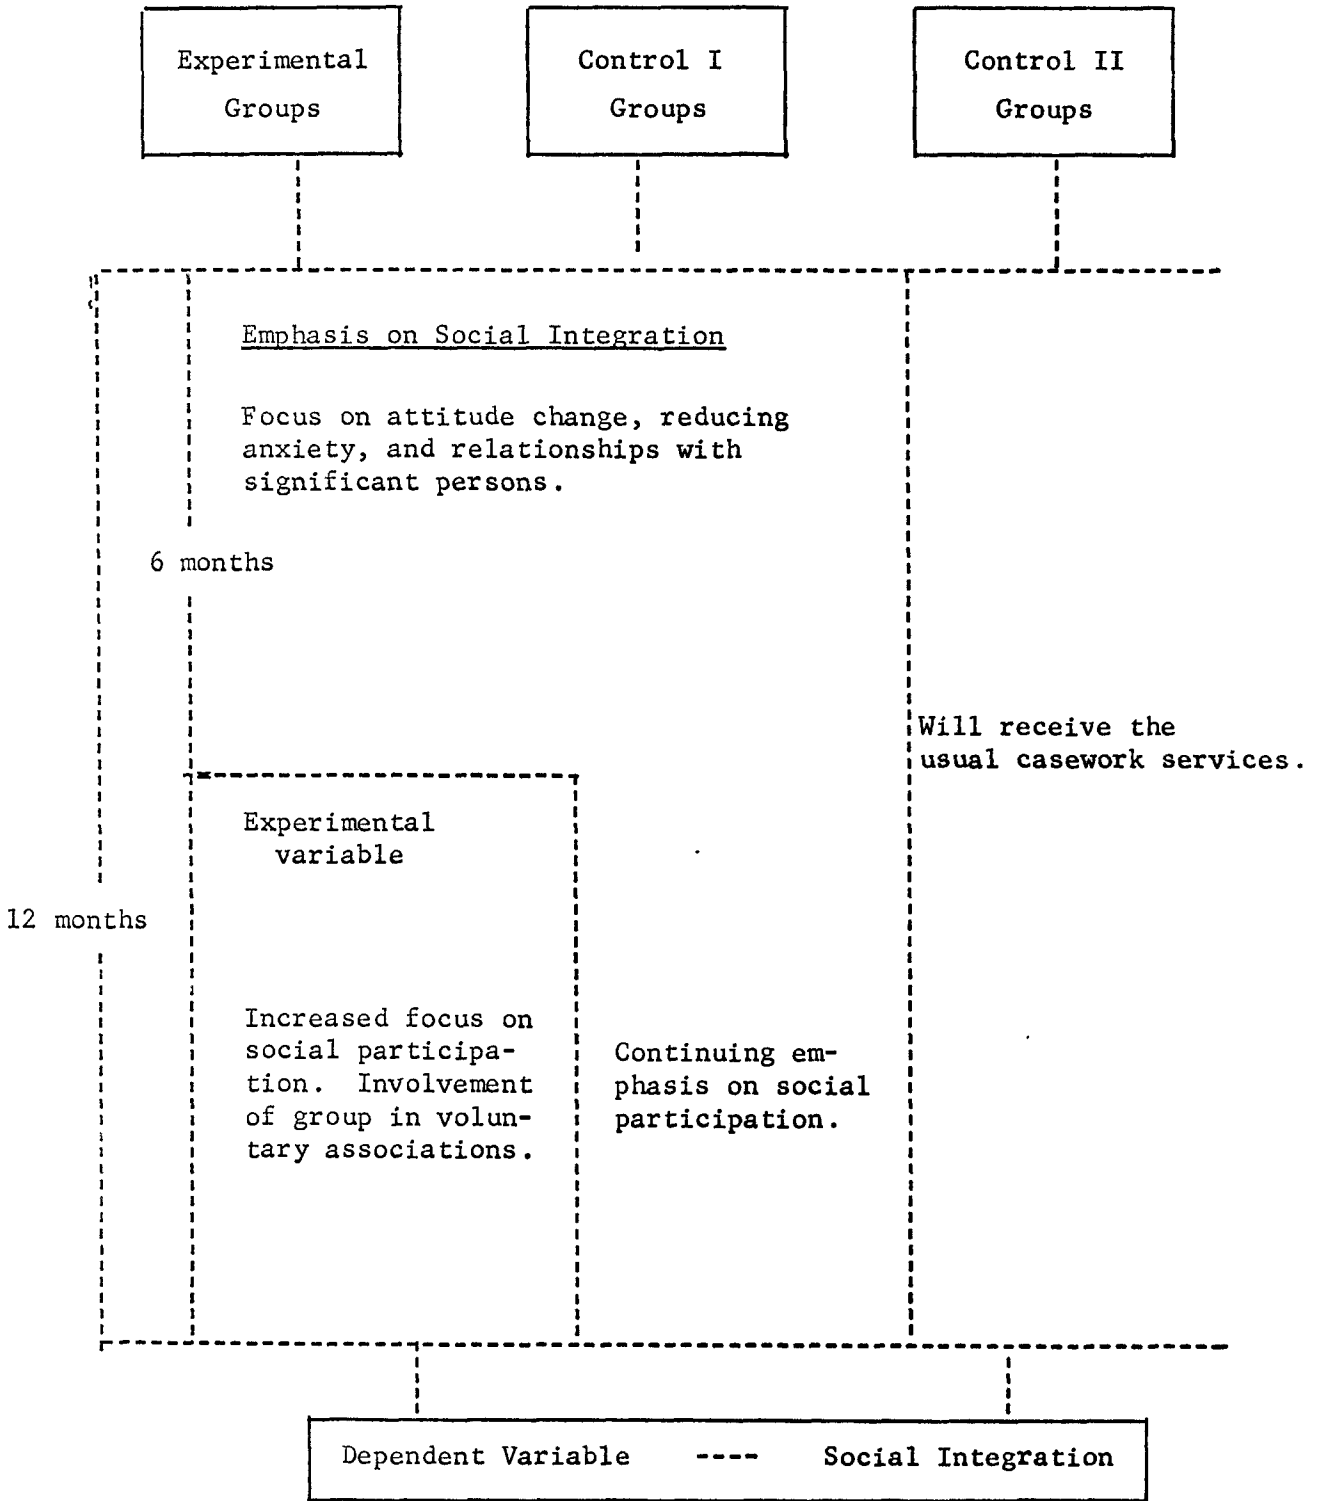 Experimental
Groups
Control I
Groups
Control II
Groups
Emphasis on Social Integration
Focus on attitude change, reducing
anxiety, and relationships with
significant persons.
6 months
Will receive the
usual casework services.
Experimental
variable
12 months
Increased focus on
social participa-
tion. Involvement
of group in volun-
tary associations.
Continuing em-
phasis on social
participation.
Dependent Variable ---- Social Integration